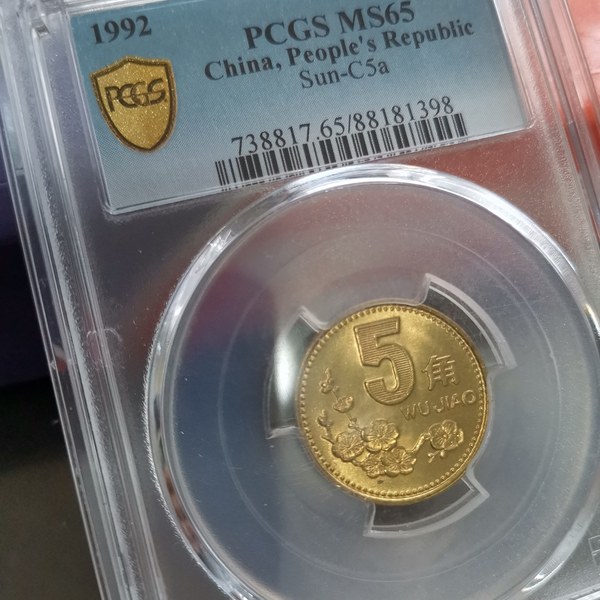 1992
PCGS MS65
China, People's Republic
Sun-C5a
PCGS
738817.65/88181398
5角
WU JIAO